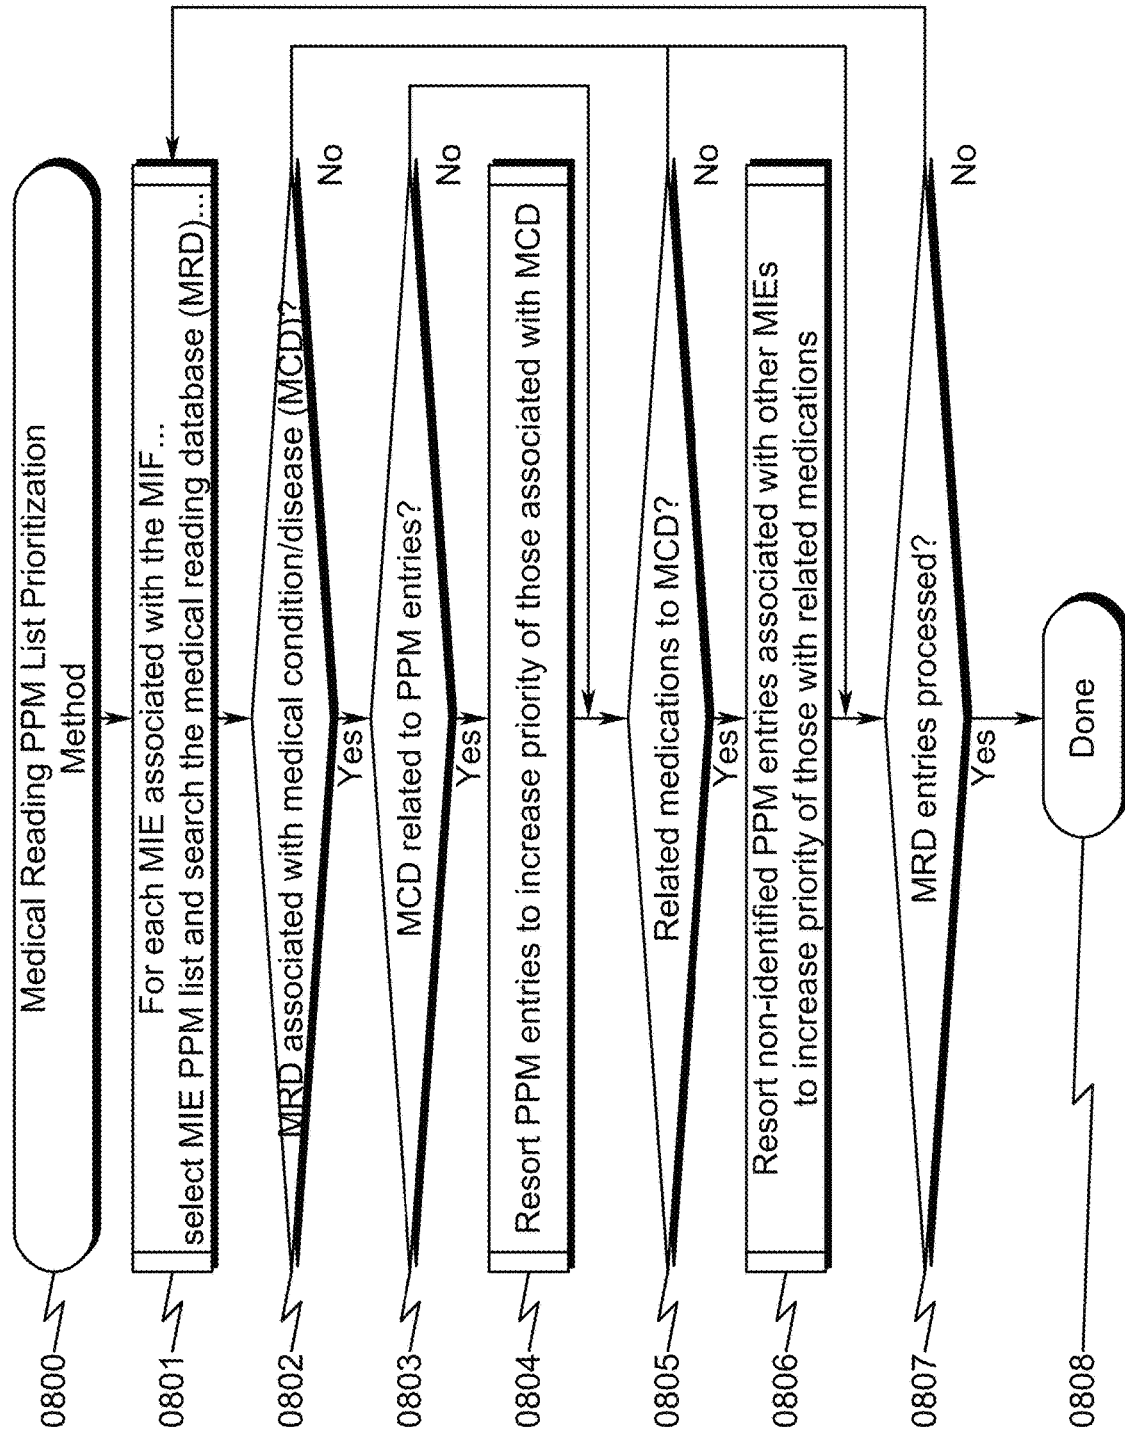 Medical Reading PPM List Prioritization
Method
0800
For each MIE associated with the MIF...
select MIE PPM list and search the medical reading database (MRD)...
0801
MRD associated with medical condition/disease (MCD)?
No
Yes
0802
MCD related to PPM entries?
No
Yes
0803
Resort PPM entries to increase priority of those associated with MCD
0804
Related medications to MCD?
No
Yes
0805
Resort non-identified PPM entries associated with other MIEs
to increase priority of those with related medications
0806
MRD entries processed?
No
Yes
0807
Done
0808